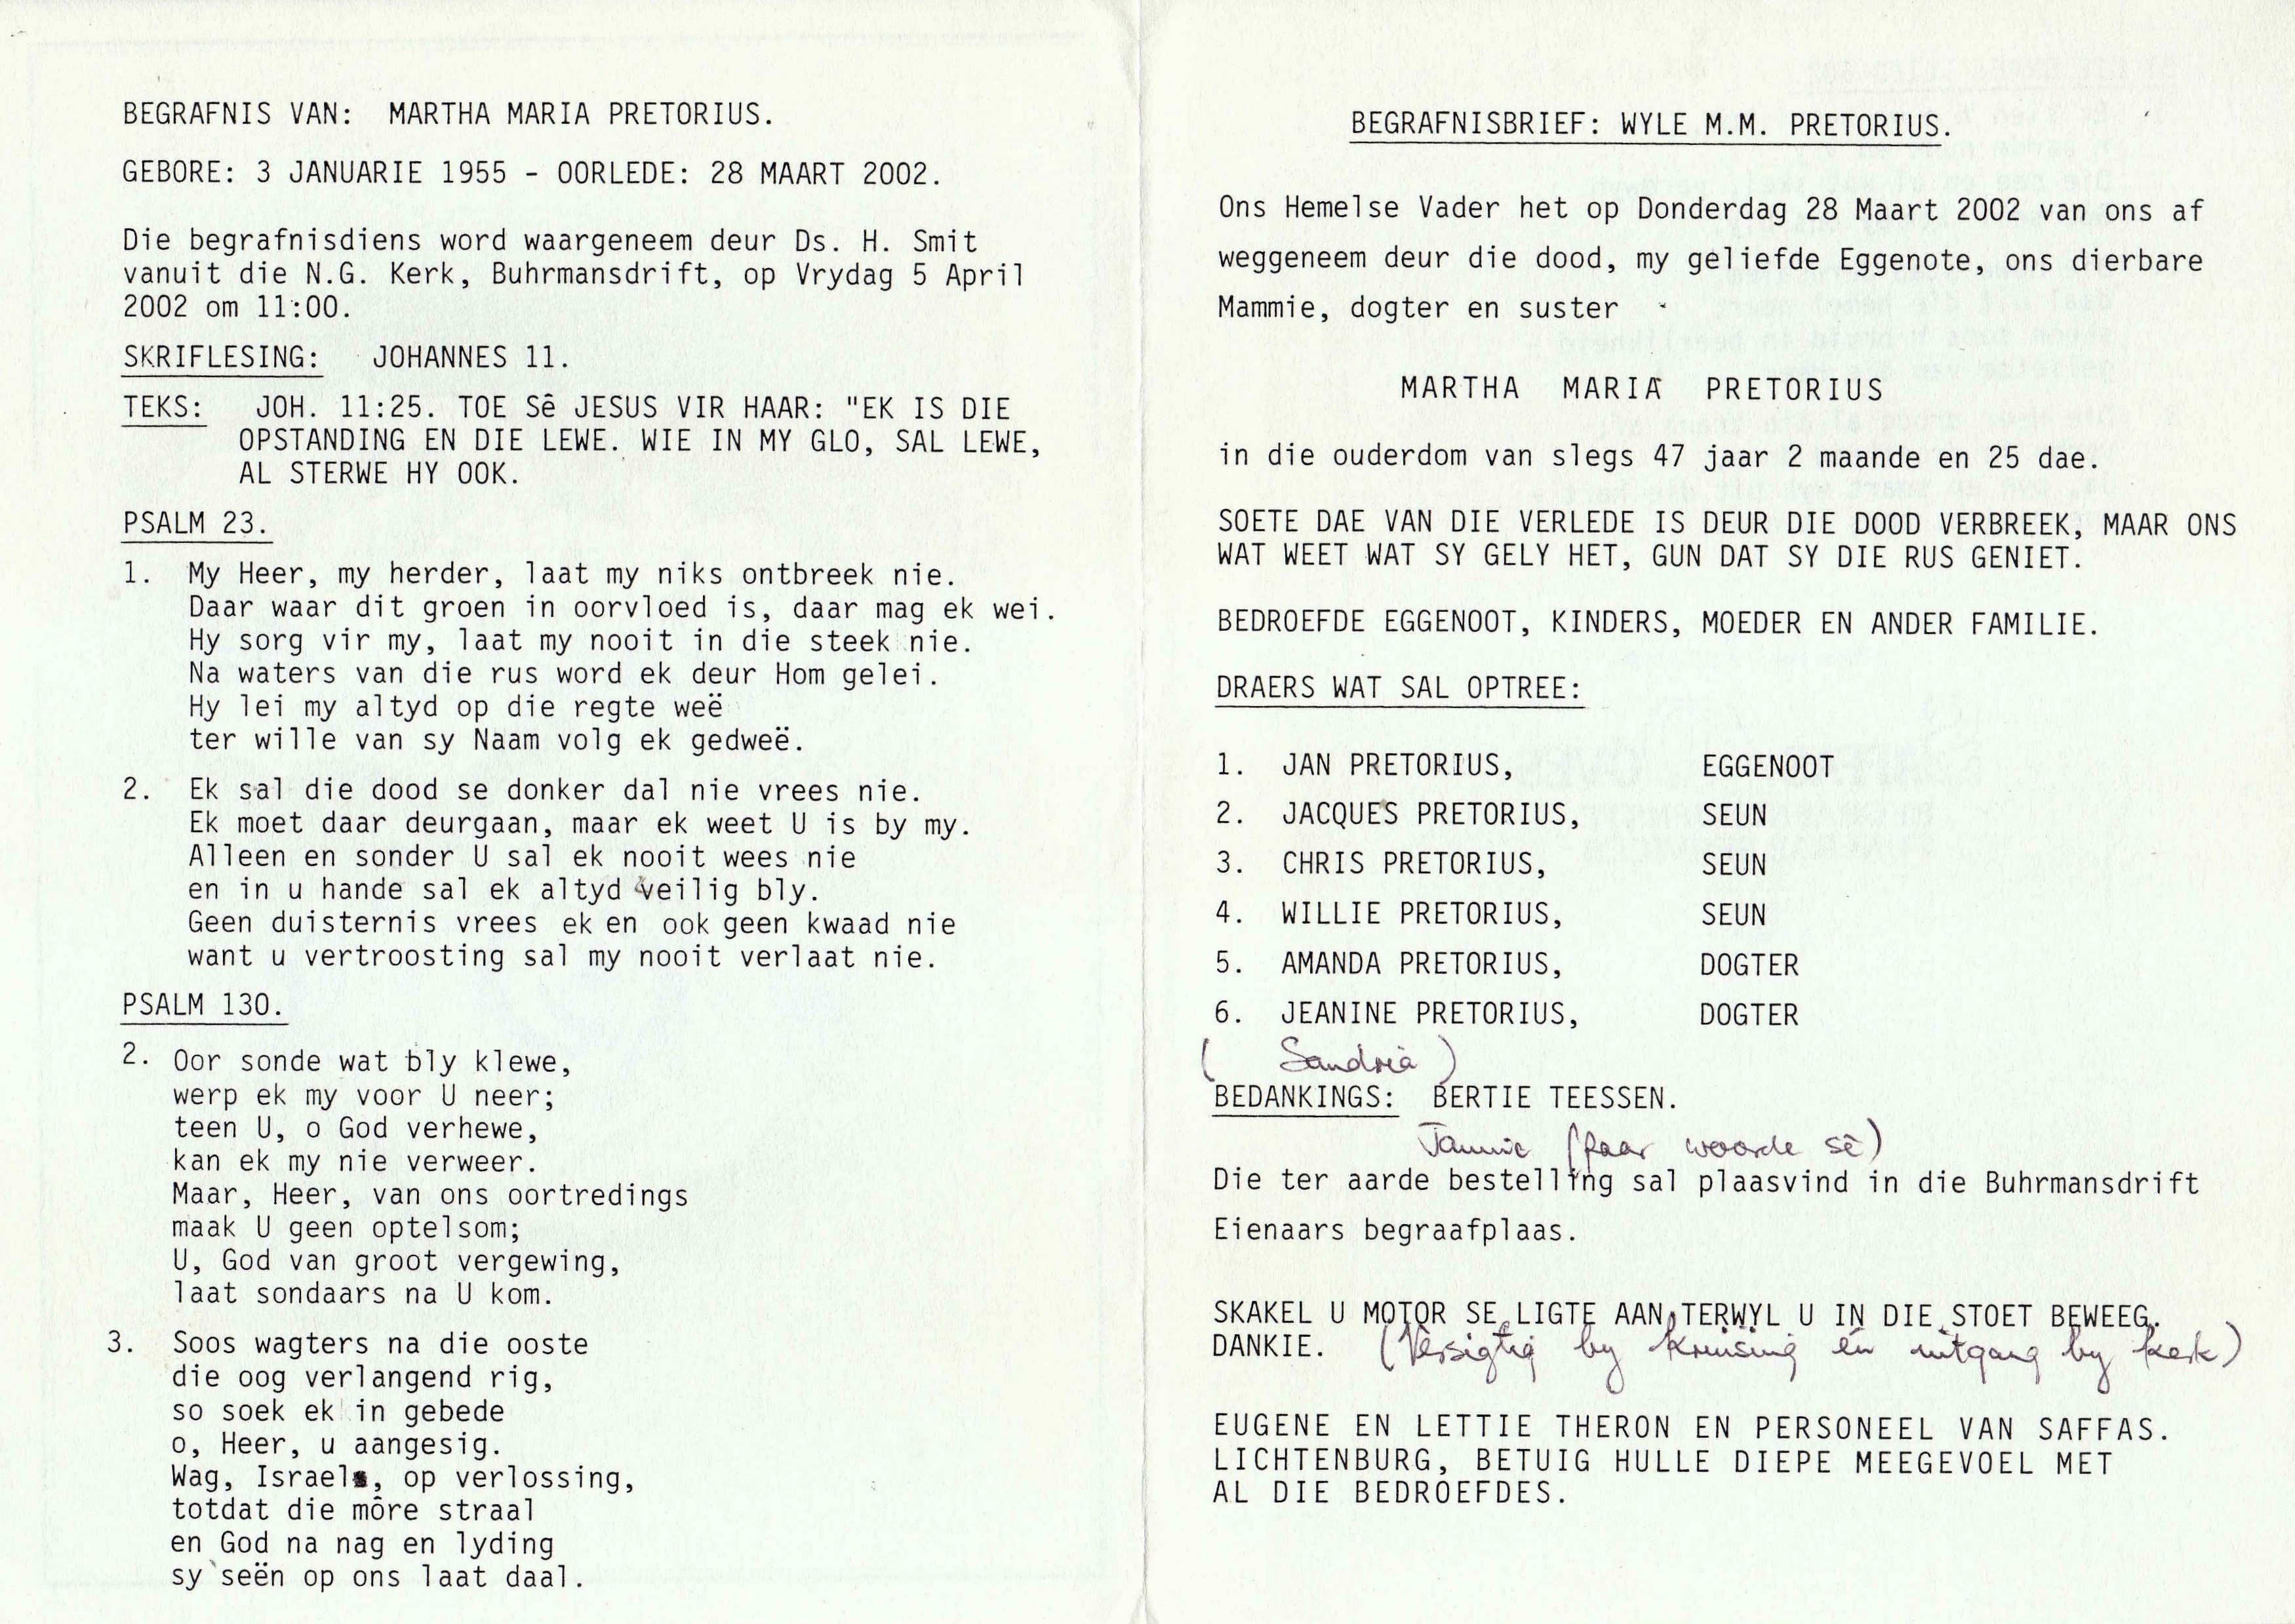 BEGRAFNIS VAN: MARTHA MARIA PRETORIUS.
GEBORE: 3 JANUARIE 1955 - OORLEDE: 28 MAART 2002.
Die begrafnisdiens word waargeneem deur Ds. H. Smit
vanuit die N.G. Kerk, Buhrmansdrift, op Vrydag 5 April
2002 om 11:00.
SKRIFLESING: JOHANNES 11.
TEKS: JOH. 11:25. TOE Sê JESUS VIR HAAR: "EK IS DIE
OPSTANDING EN DIE LEWE. WIE IN MY GLO, SAL LEWE,
AL STERWE HY OOK.
PSALM 23.
1. My Heer, my herder, laat my niks ontbreek nie.
Daar waar dit groen in oorvloed is, daar mag ek wei.
Hy sorg vir my, laat my nooit in die steek nie.
Na waters van die rus word ek deur Hom gelei.
Hy lei my altyd op die regte weë
ter wille van sy Naam volg ek gedweë.
2. Ek sal die dood se donker dal nie vrees nie.
Ek moet daar deurgaan, maar ek weet U is by my.
Alleen en sonder U sal ek nooit wees nie
en in u hande sal ek altyd veilig bly.
Geen duisternis vrees ek en ook geen kwaad nie
want u vertroosting sal my nooit verlaat nie.
PSALM 130.
2. Oor sonde wat bly klewe,
werp ek my voor U neer;
teen U, o God verhewe,
kan ek my nie verweer.
Maar, Heer, van ons oortredings
maak U geen optelsom;
U, God van groot vergewing,
laat sondaars na U kom.
3. Soos wagters na die ooste
die oog verlangend rig,
so soek ek in gebede
o, Heer, u aangesig.
Wag, Israel, op verlossing,
totdat die môre straal
en God na nag en lyding
sy seën op ons laat daal.
BEGRAFNISBRIEF: WYLE M.M. PRETORIUS.
Ons Hemelse Vader het op Donderdag 28 Maart 2002 van ons af
weggeneem deur die dood, my geliefde Eggenote, ons dierbare
Mammie, dogter en suster
MARTHA MARIA PRETORIUS
in die ouderdom van slegs 47 jaar 2 maande en 25 dae.
SOETE DAE VAN DIE VERLEDE IS DEUR DIE DOOD VERBREEK, MAAR ONS
WAT WEET WAT SY GELY HET, GUN DAT SY DIE RUS GENIET.
BEDROEFDE EGGENOOT, KINDERS, MOEDER EN ANDER FAMILIE.
DRAERS WAT SAL OPTREE:
1. JAN PRETORIUS, EGGENOOT
2. JACQUES PRETORIUS, SEUN
3. CHRIS PRETORIUS, SEUN
4. WILLIE PRETORIUS, SEUN
5. AMANDA PRETORIUS, DOGTER
6. JEANINE PRETORIUS, DOGTER
( Sandria )
BEDANKINGS: BERTIE TEESSEN.
Jannie (Paar woorde sê)
Die ter aarde bestelling sal plaasvind in die Buhrmansdrift
Eienaars begraafplaas.
SKAKEL U MOTOR SE LIGTE AAN TERWYL U IN DIE STOET BEWEEG.
DANKIE. (Versigtig by kruising én uitgang by kerk)
EUGENE EN LETTIE THERON EN PERSONEEL VAN SAFFAS.
LICHTENBURG, BETUIG HULLE DIEPE MEEGEVOEL MET
AL DIE BEDROEFDES.